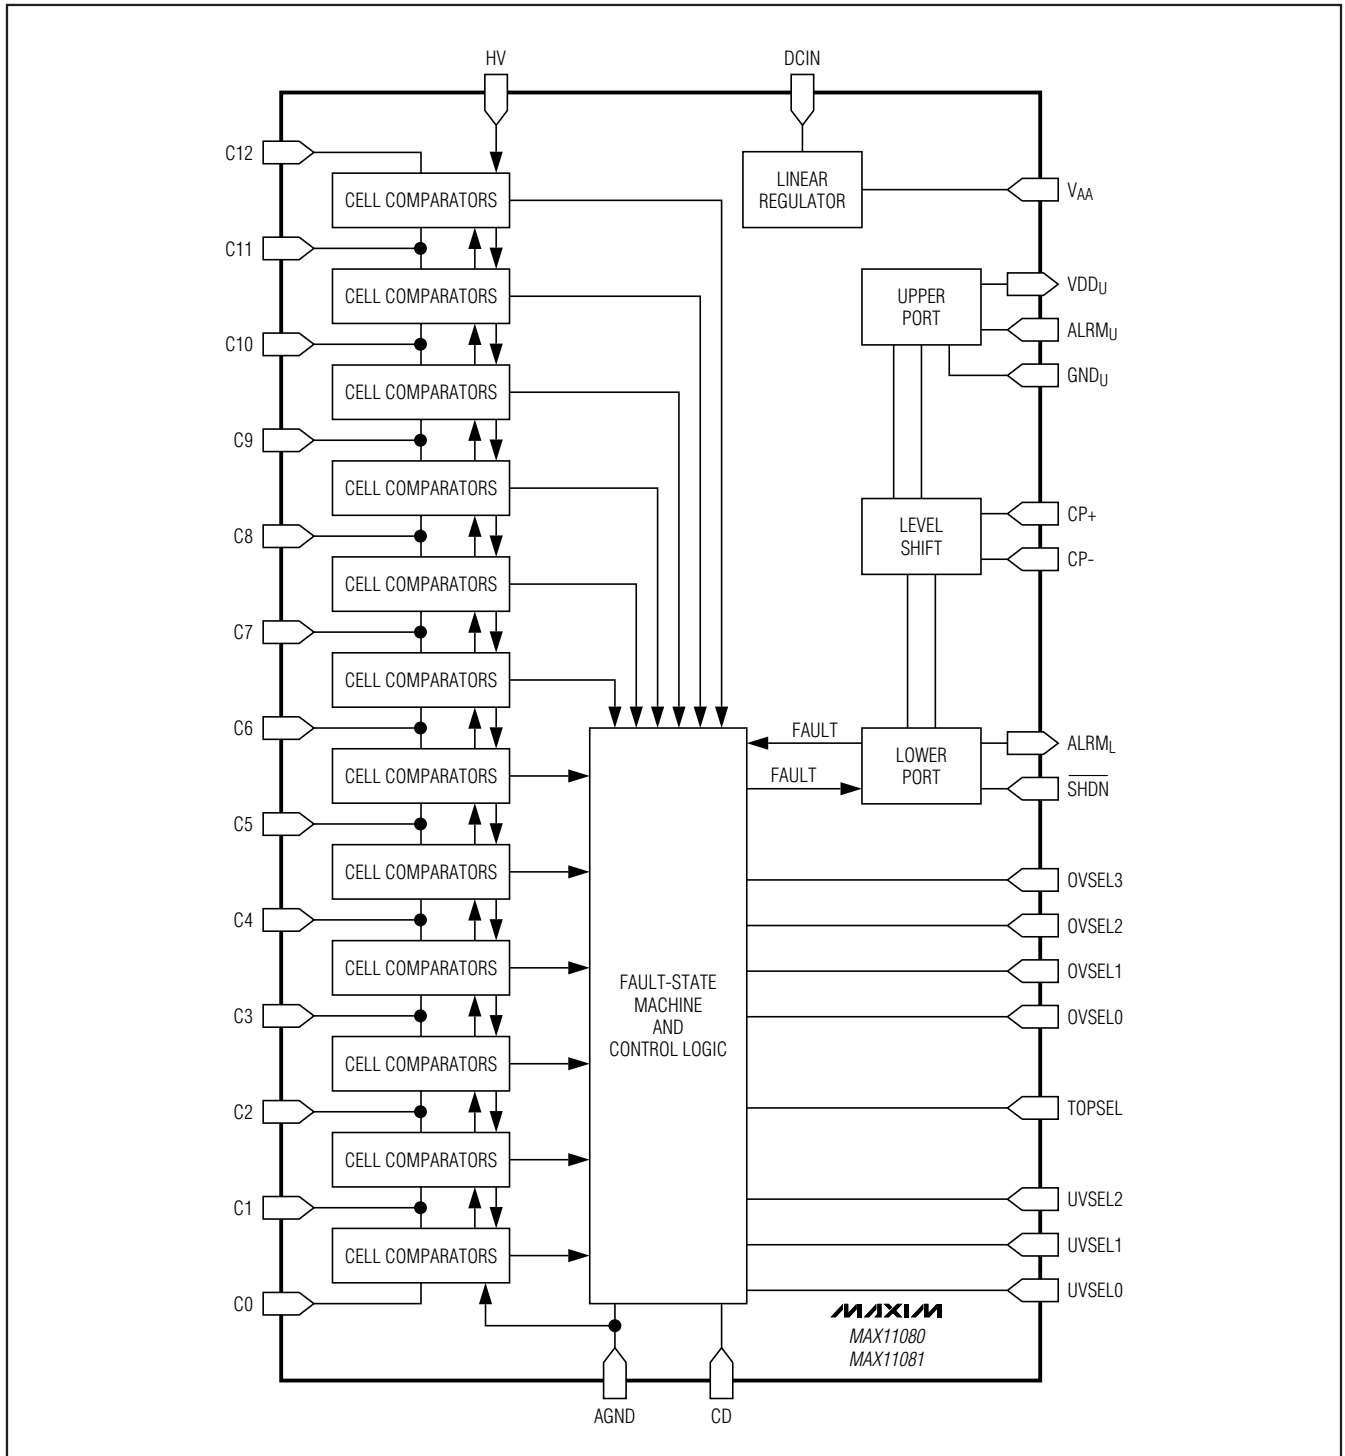 HV
DCIN
C12
CELL COMPARATORS
LINEAR
REGULATOR
VAA
C11
CELL COMPARATORS
UPPER
PORT
VDDU
ALRMU
GNDU
C10
CELL COMPARATORS
C9
CELL COMPARATORS
LEVEL
SHIFT
CP+
CP-
C8
CELL COMPARATORS
C7
CELL COMPARATORS
C6
FAULT
FAULT
LOWER
PORT
ALRML
SHDN
CELL COMPARATORS
C5
CELL COMPARATORS
OVSEL3
C4
OVSEL2
CELL COMPARATORS
OVSEL1
FAULT-STATE
MACHINE
AND
CONTROL LOGIC
C3
OVSEL0
CELL COMPARATORS
C2
TOPSEL
CELL COMPARATORS
C1
UVSEL2
CELL COMPARATORS
UVSEL1
C0
UVSEL0
MAXIM
MAX11080
MAX11081
AGND
CD